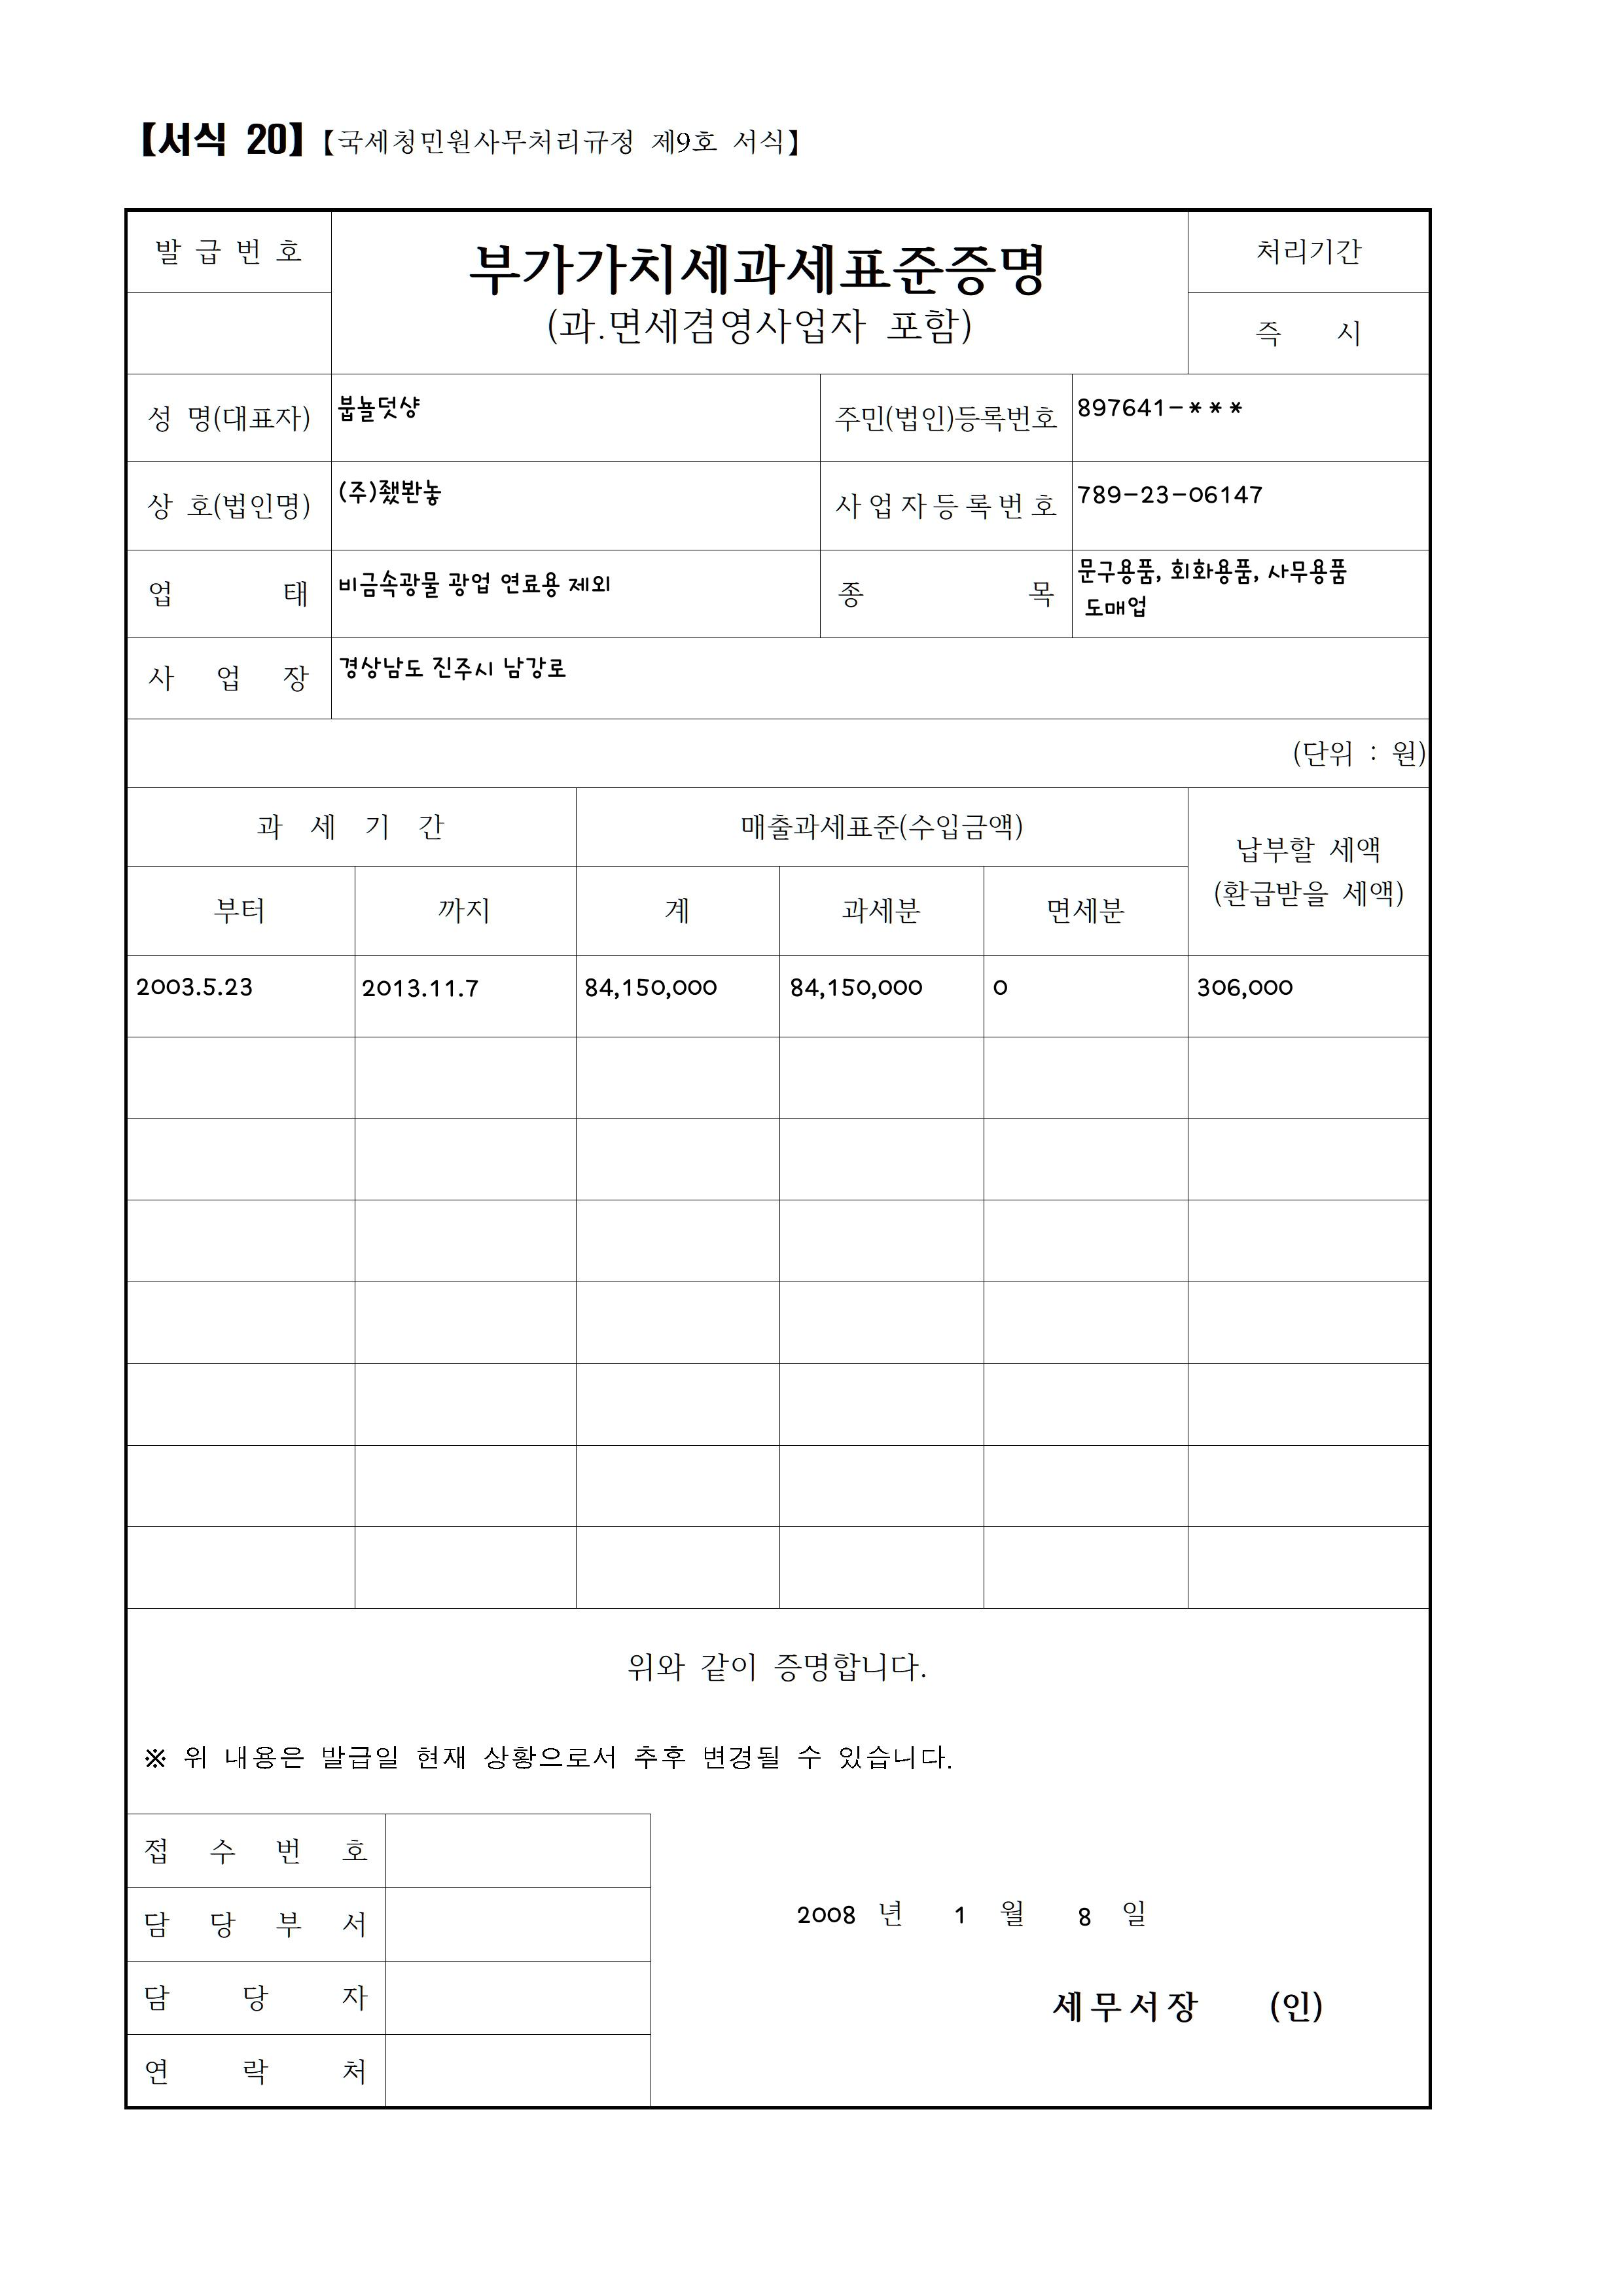 【서식 20】【국세청민원사무처리규정 제9호 서식】
발 급 번 호
부가가치세과세표준증명
(과.면세겸영사업자 포함)
처리기간
즉 시
성 명(대표자) 붑뇰덧샹 주민(법인)등록번호 897641-***
상 호(법인명) (주)좼봔놓 사업자등록번호 789-23-06147
업 태 비금속광물 광업 연료용 제외 종 목 문구용품, 회화용품, 사무용품
도매업
사 업 장 경상남도 진주시 남강로
(단위 : 원)
과 세 기 간 매출과세표준(수입금액) 납부할 세액
(환급받을 세액)
부터 까지 계 과세분 면세분
2003.5.23 2013.11.7 84,150,000 84,150,000 0 306,000
위와 같이 증명합니다.
※ 위 내용은 발급일 현재 상황으로서 추후 변경될 수 있습니다.
접 수 번 호
담 당 부 서
담 당 자
연 락 처
2008 년 1 월 8 일
세무서장 (인)